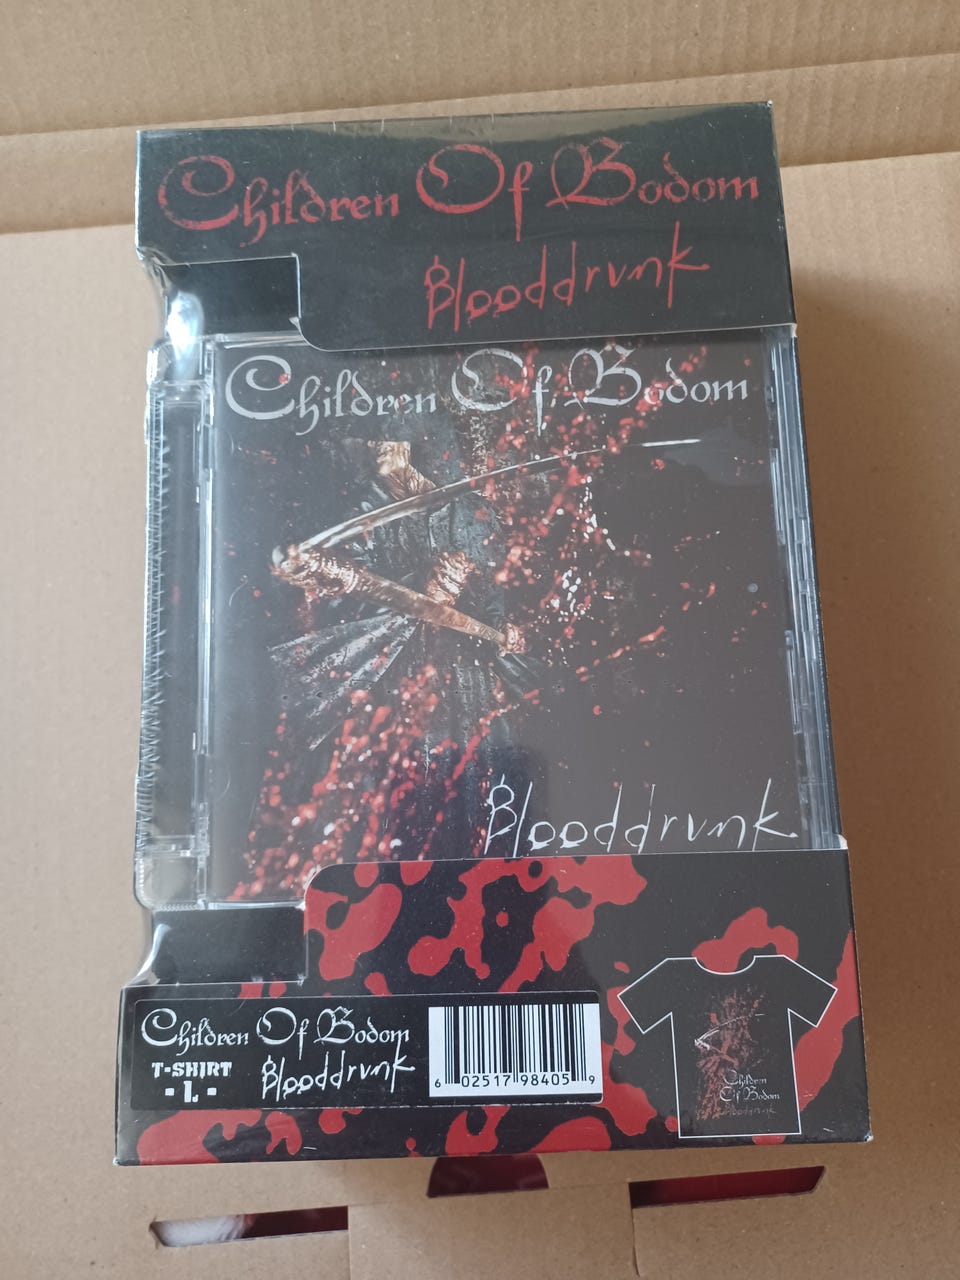 Children Of Bodom
Blooddrunk
Children Of Bodom
Blooddrunk
Children Of Bodom
Blooddrunk
T-SHIRT
- L -
6 02517 98405 9
Children
Of Bodom
Blooddrunk